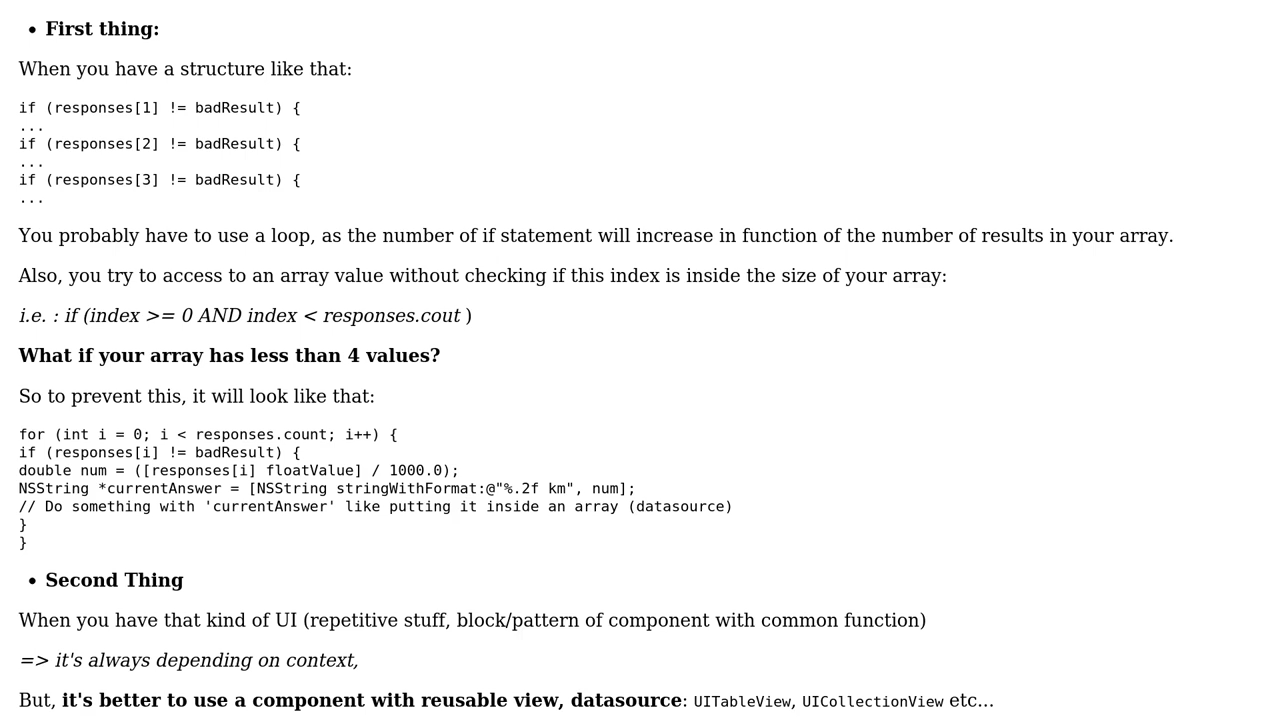 • First thing:
When you have a structure like that:
if (responses[1] != badResult) {
...
if (responses[2] != badResult) {
...
if (responses[3] != badResult) {
...
You probably have to use a loop, as the number of if statement will increase in function of the number of results in your array.
Also, you try to access to an array value without checking if this index is inside the size of your array:
i.e. : if (index >= 0 AND index < responses.cout )
What if your array has less than 4 values?
So to prevent this, it will look like that:
for (int i = 0; i < responses.count; i++) {
if (responses[i] != badResult) {
double num = ([responses[i] floatValue] / 1000.0);
NSString *currentAnswer = [NSString stringWithFormat:@"%.2f km", num];
// Do something with 'currentAnswer' like putting it inside an array (datasource)
}
}
• Second Thing
When you have that kind of UI (repetitive stuff, block/pattern of component with common function)
=> it's always depending on context,
But, it's better to use a component with reusable view, datasource: UITableView, UICollectionView etc...